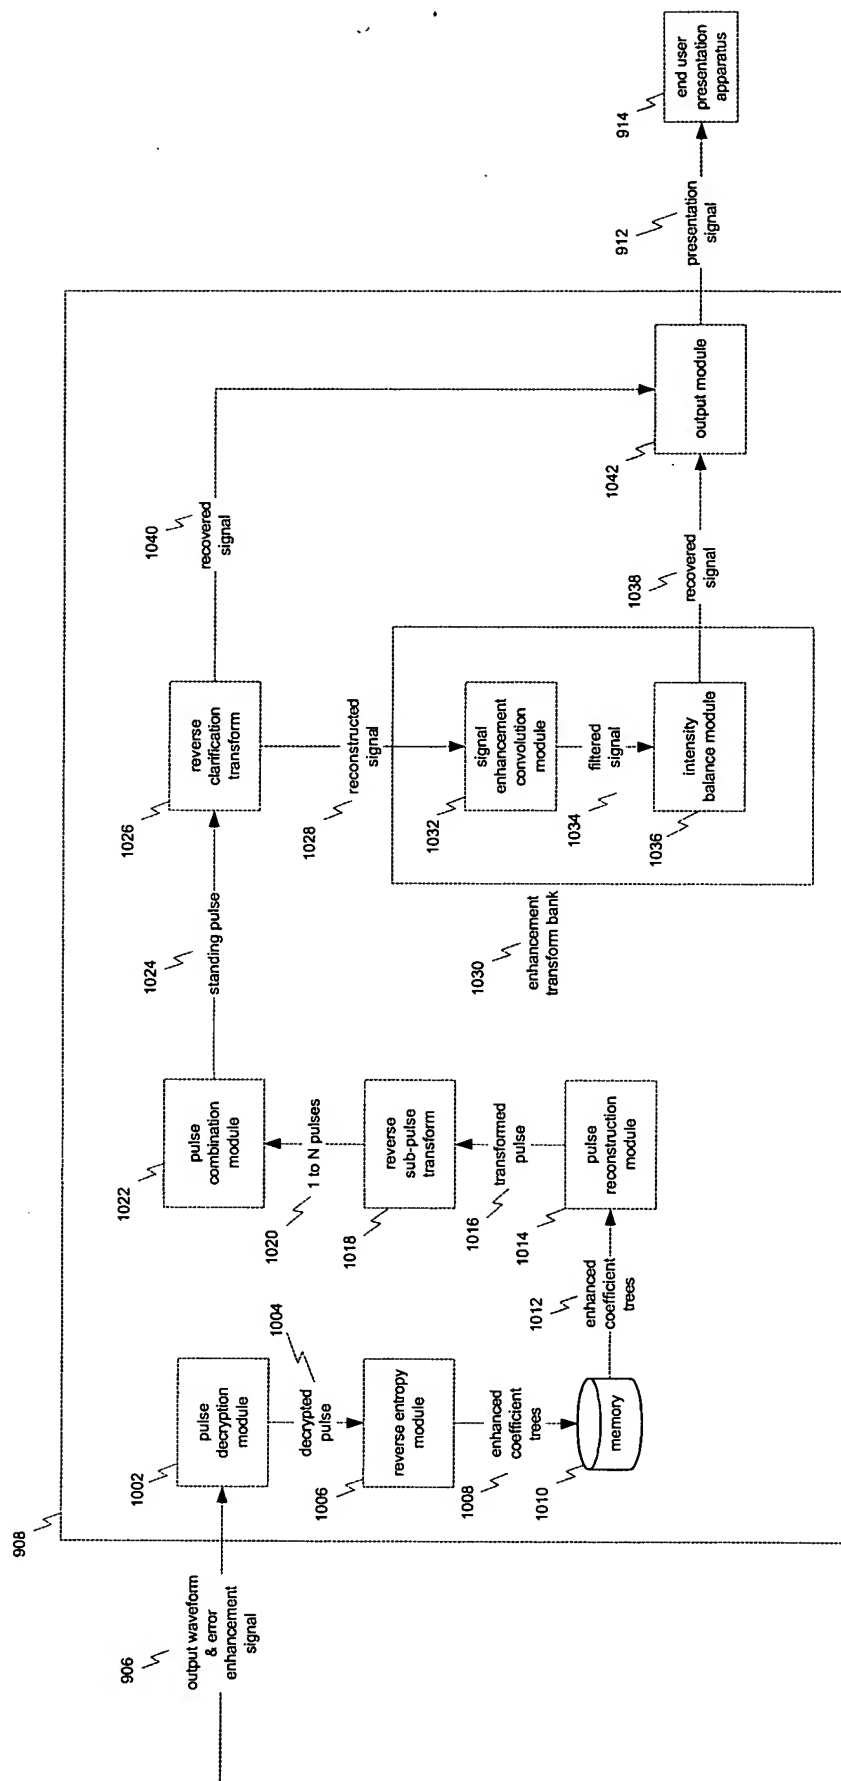 908
906
output waveform
& error
enhancement
signal
1002
pulse
decryption
module
1004
decrypted
pulse
1006
reverse entropy
module
1008
enhanced
coefficient
trees
1010
memory
1012
enhanced
coefficient
trees
1014
pulse
reconstruction
module
1016
transformed
pulse
1018
reverse
sub-pulse
transform
1020
1 to N pulses
1022
pulse
combination
module
1024
standing pulse
1026
reverse
clarification
transform
1028
reconstructed
signal
1030
enhancement
transform bank
1032
signal
enhancement
convolution
module
1034
filtered
signal
1036
intensity
balance module
1038
recovered
signal
1040
recovered
signal
1042
output module
912
presentation
signal
914
end user
presentation
apparatus